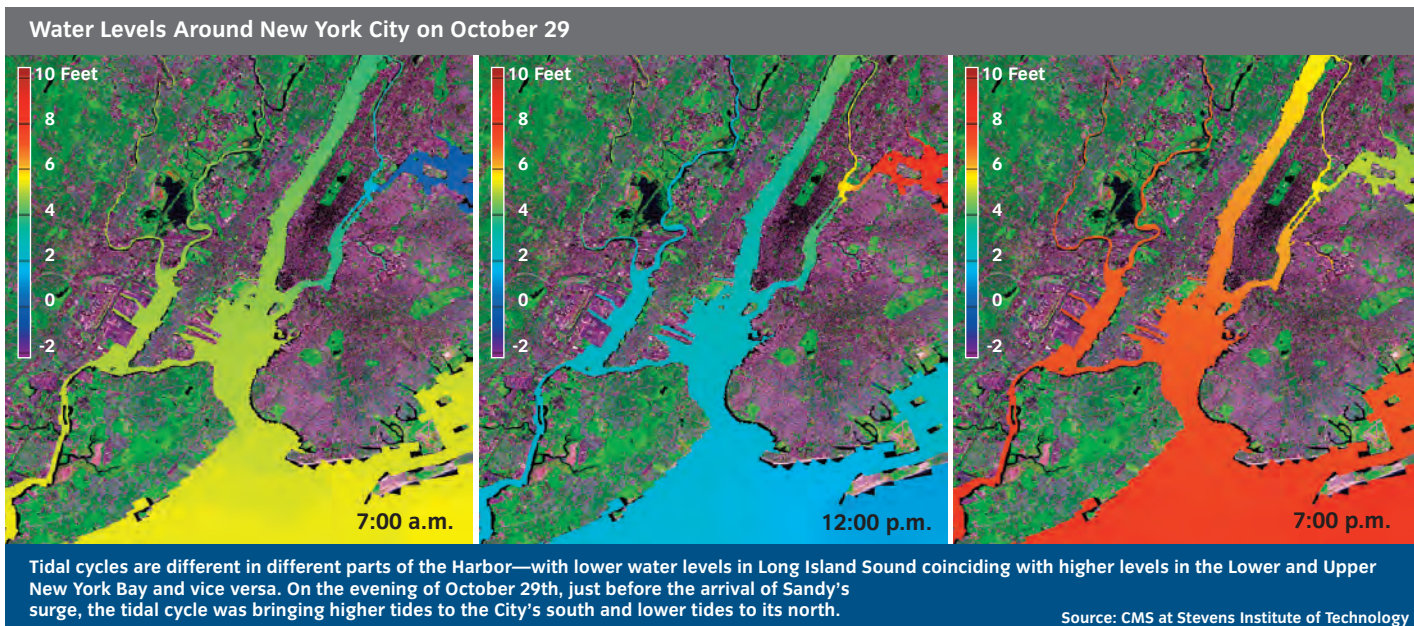 Water Levels Around New York City on October 29
10 Feet
8
6
4
2
0
-2
7:00 a.m.
10 Feet
8
6
4
2
0
-2
12:00 p.m.
10 Feet
8
6
4
2
0
-2
7:00 p.m.
Tidal cycles are different in different parts of the Harbor—with lower water levels in Long Island Sound coinciding with higher levels in the Lower and Upper
New York Bay and vice versa. On the evening of October 29th, just before the arrival of Sandy's
surge, the tidal cycle was bringing higher tides to the City's south and lower tides to its north.
Source: CMS at Stevens Institute of Technology